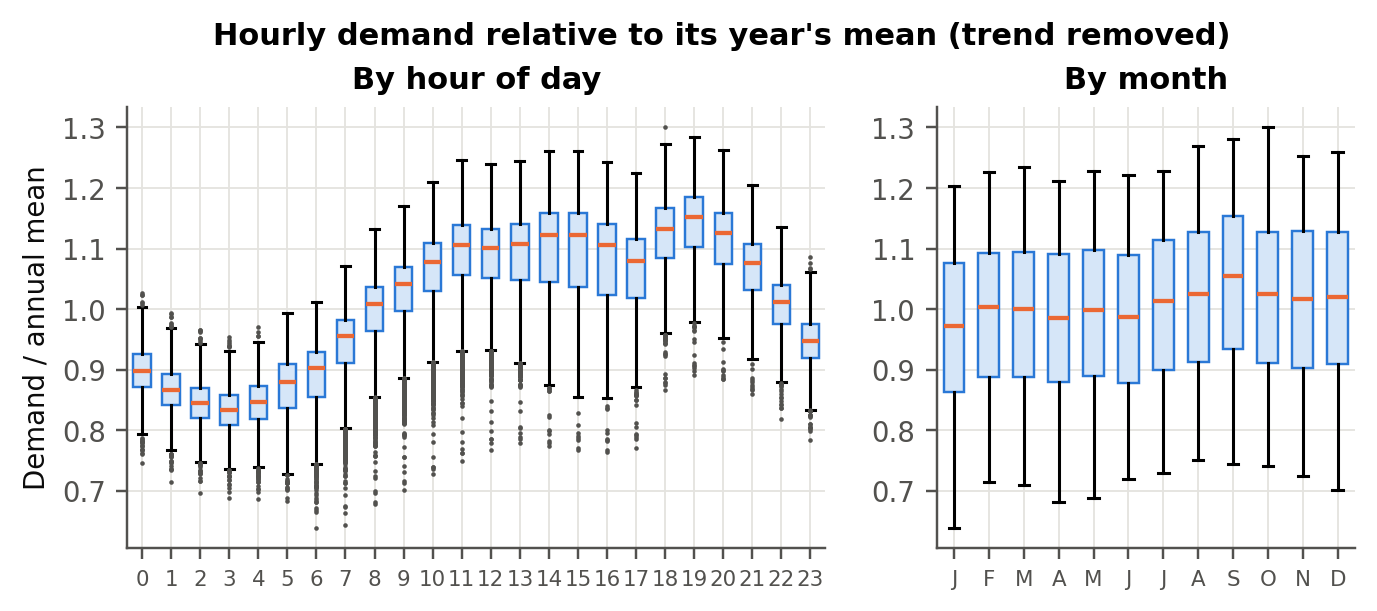 Hourly demand relative to its year's mean (trend removed)
By hour of day
By month
Demand / annual mean
1.3
1.2
1.1
1.0
0.9
0.8
0.7
0 1 2 3 4 5 6 7 8 9 10 11 12 13 14 15 16 17 18 19 20 21 22 23
1.3
1.2
1.1
1.0
0.9
0.8
0.7
J F M A M J J A S O N D